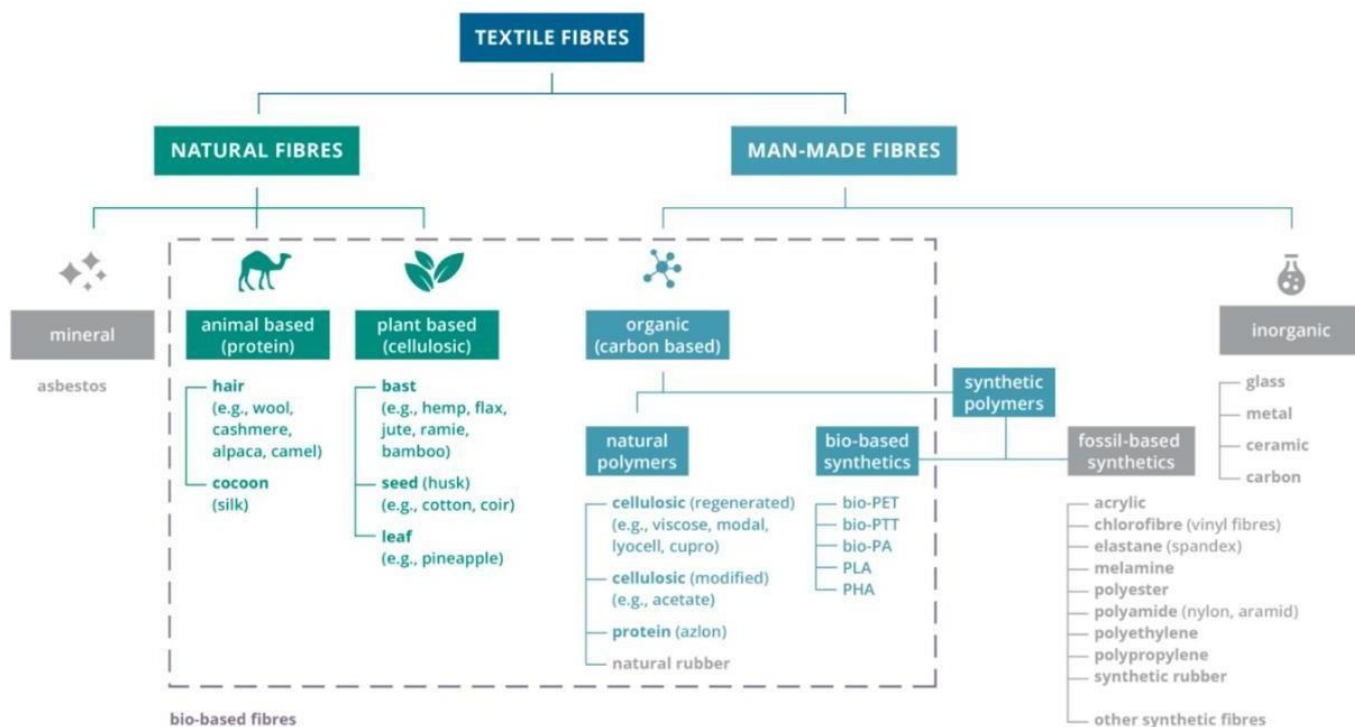 TEXTILE FIBRES
NATURAL FIBRES
MAN-MADE FIBRES
mineral
asbestos
animal based
(protein)
hair
(e.g., wool,
cashmere,
alpaca, camel)
cocoon
(silk)
plant based
(cellulosic)
bast
(e.g., hemp, flax,
jute, ramie,
bamboo)
seed (husk)
(e.g., cotton, coir)
leaf
(e.g., pineapple)
organic
(carbon based)
natural
polymers
cellulosic (regenerated)
(e.g., viscose, modal,
lyocell, cupro)
cellulosic (modified)
(e.g., acetate)
protein (azlon)
natural rubber
synthetic
polymers
bio-based
synthetics
bio-PET
bio-PTT
bio-PA
PLA
PHA
fossil-based
synthetics
acrylic
chlorofibre (vinyl fibres)
elastane (spandex)
melamine
polyester
polyamide (nylon, aramid)
polyethylene
polypropylene
synthetic rubber
other synthetic fibres
inorganic
glass
metal
ceramic
carbon
bio-based fibres